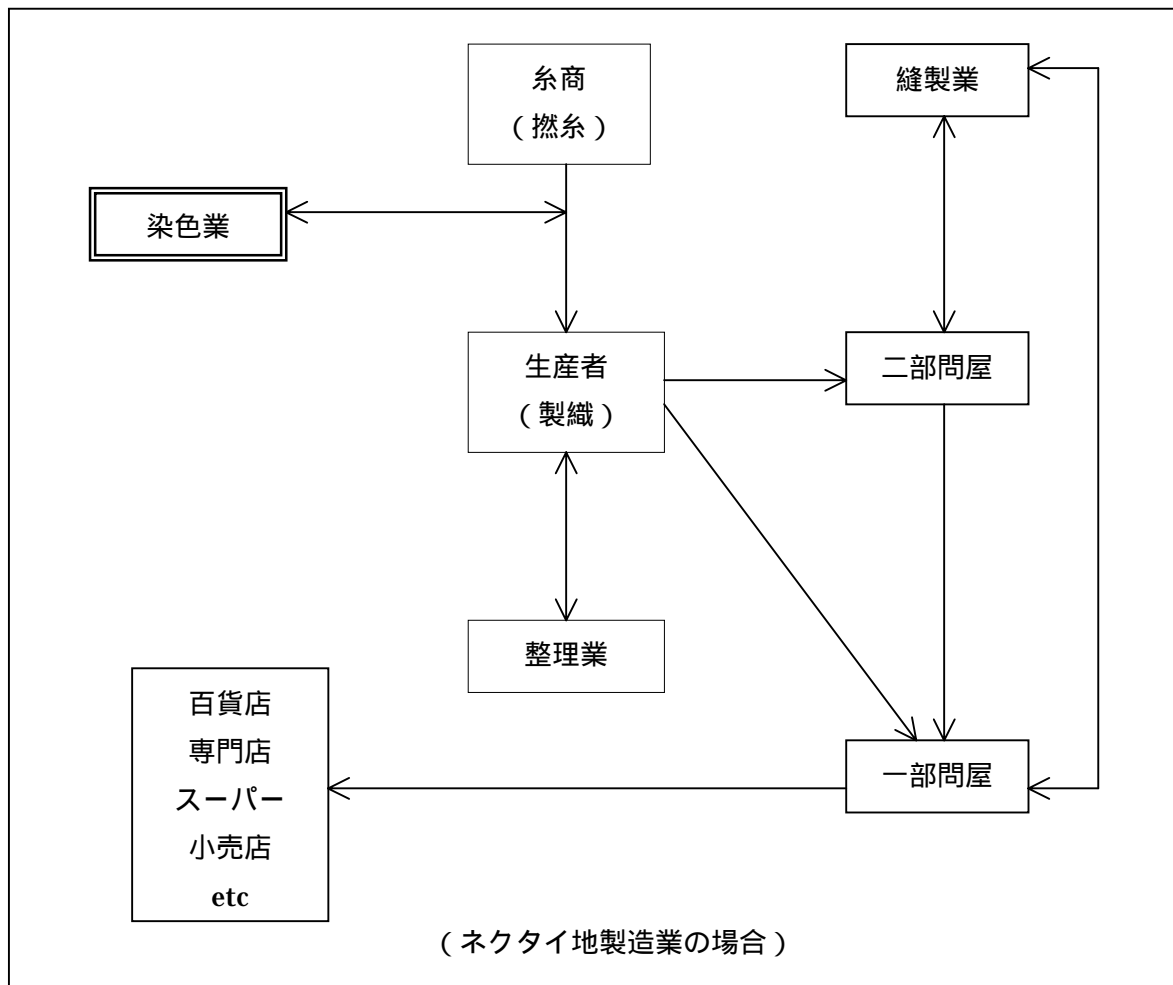 糸商
（撚糸）
縫製業
染色業
生産者
（製織）
二部問屋
整理業
百貨店
専門店
スーパー
小売店
etc
一部問屋
（ネクタイ地製造業の場合）